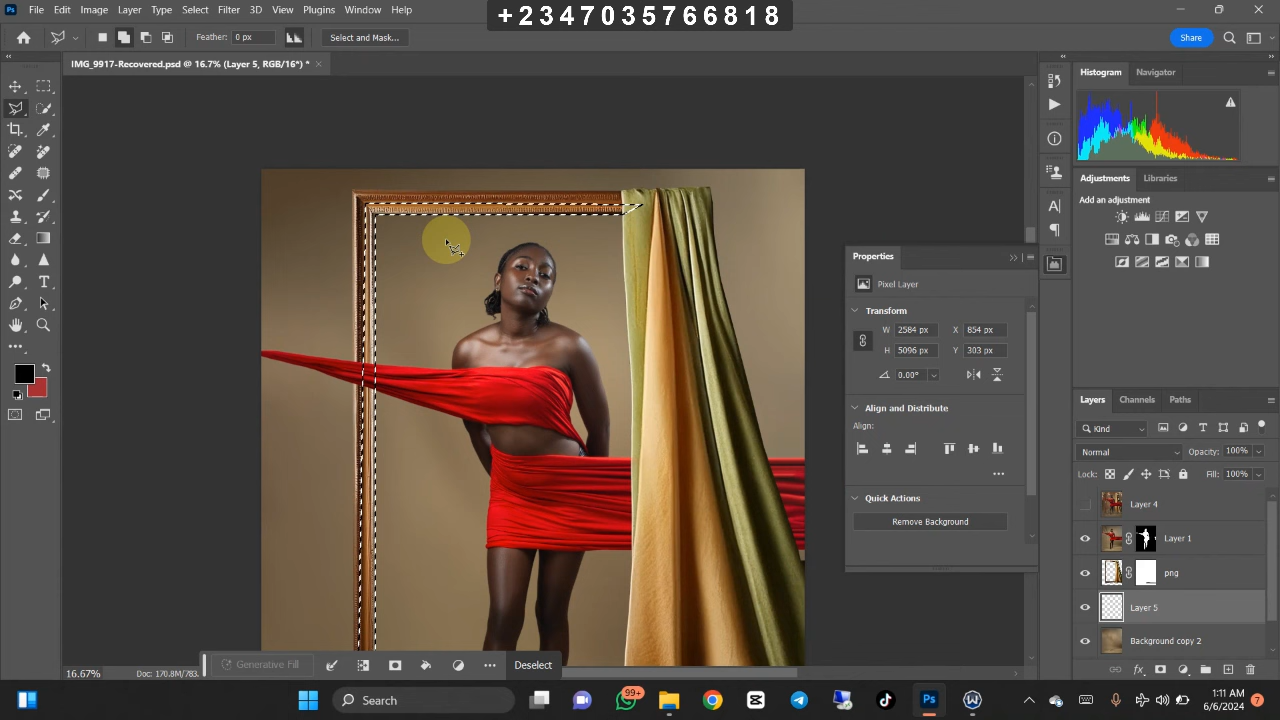 +2347035766818
File Edit Image Layer Type Select Filter 3D View Plugins Window Help
Feather: 0 px Select and Mask... Share
IMG_9917-Recovered.psd @ 16.7% (Layer 5, RGB/16*) *
Histogram Navigator
Adjustments Libraries
Add an adjustment
Properties
Pixel Layer
Transform
W 2584 px X 854 px
H 5096 px Y 303 px
0.00°
Align and Distribute
Align:
Quick Actions
Remove Background
Layers Channels Paths
Kind
Normal Opacity: 100%
Lock: Fill: 100%
Layer 4
Layer 1
png
Layer 5
Background copy 2
16.67% Doc: 170.8M/783.
Generative Fill Deselect
Search
99+
1:11 AM
6/6/2024
7